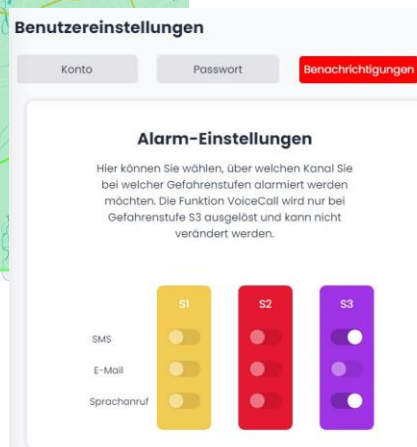 Benutzereinstellungen
Konto Passwort Benachrichtigungen
Alarm-Einstellungen
Hier können Sie wählen, über welchen Kanal Sie
bei welcher Gefahrenstufen alarmiert werden
möchten. Die Funktion VoiceCall wird nur bei
Gefahrenstufe S3 ausgelöst und kann nicht
verändert werden.
S1 S2 S3
SMS
E-Mail
Sprachanruf